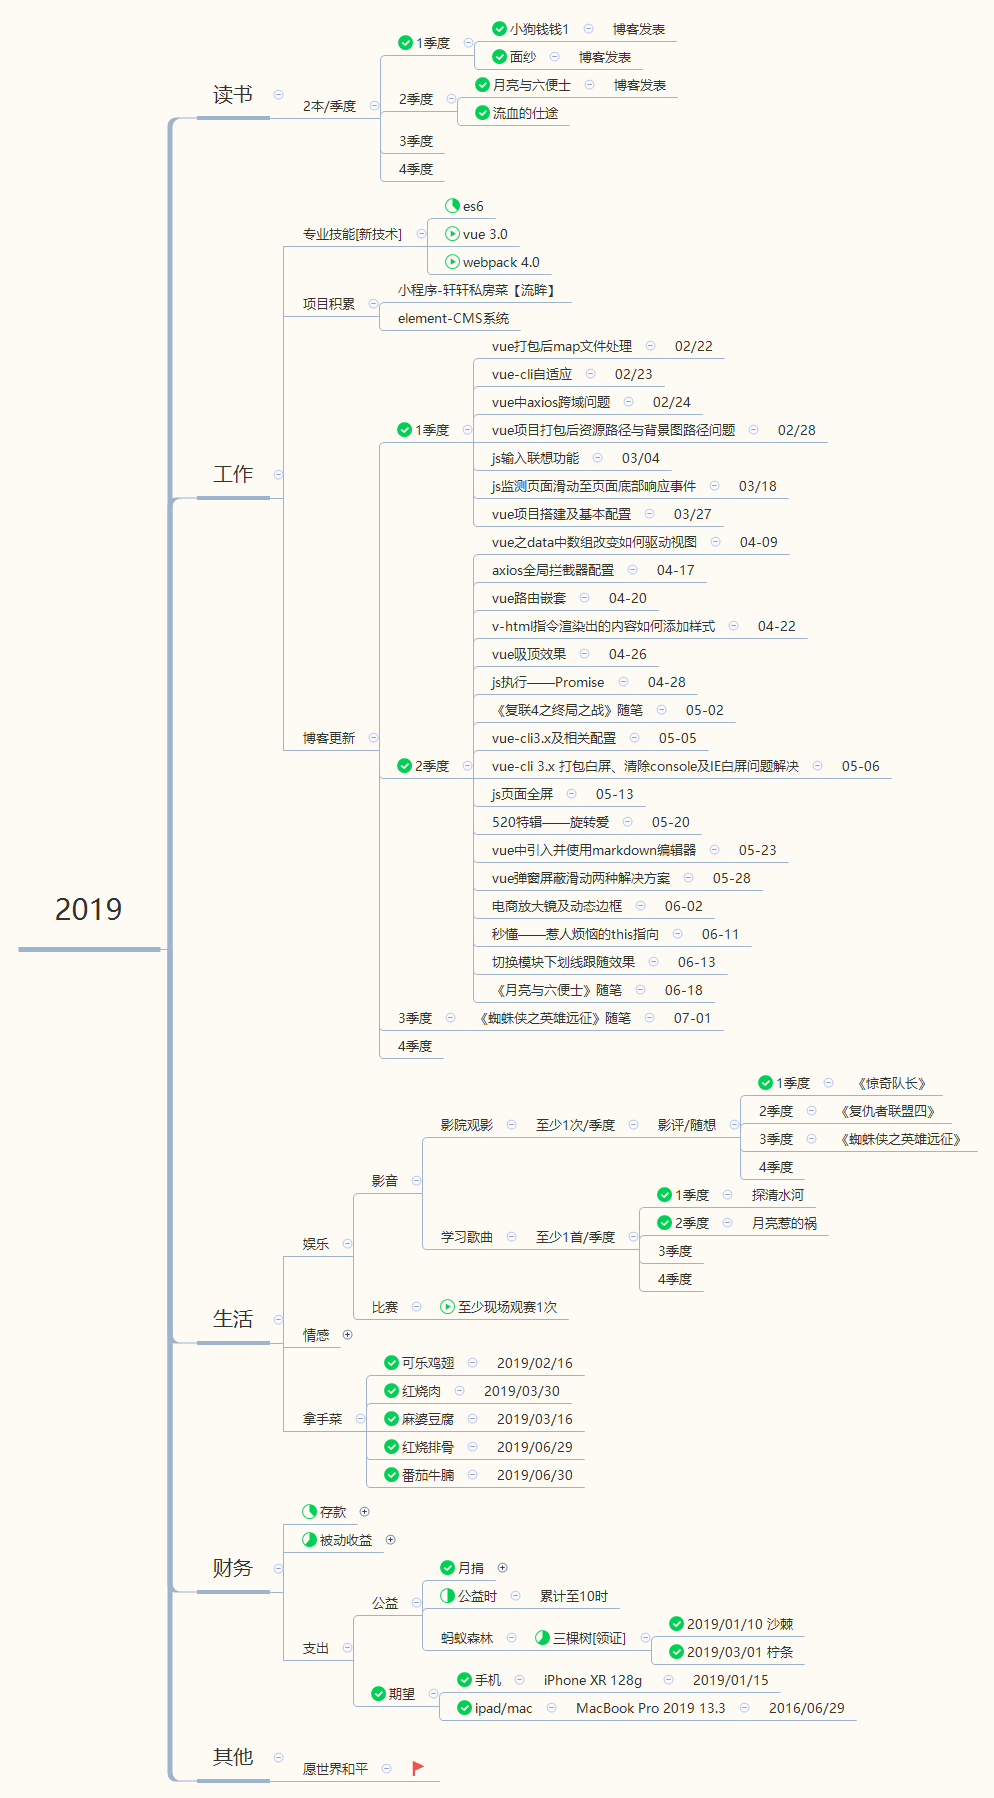 2019
读书
2本/季度
1季度
小狗钱钱1 博客发表
面纱 博客发表
2季度
月亮与六便士 博客发表
流血的仕途
3季度
4季度
工作
专业技能[新技术]
es6
vue 3.0
webpack 4.0
项目积累
小程序-轩轩私房菜【流眸】
element-CMS系统
博客更新
1季度
vue打包后map文件处理 02/22
vue-cli自适应 02/23
vue中axios跨域问题 02/24
vue项目打包后资源路径与背景图路径问题 02/28
js输入联想功能 03/04
js监测页面滑动至页面底部响应事件 03/18
vue项目搭建及基本配置 03/27
2季度
vue之data中数组改变如何驱动视图 04-09
axios全局拦截器配置 04-17
vue路由嵌套 04-20
v-html指令渲染出的内容如何添加样式 04-22
vue吸顶效果 04-26
js执行——Promise 04-28
《复联4之终局之战》随笔 05-02
vue-cli3.x及相关配置 05-05
vue-cli 3.x 打包白屏、清除console及IE白屏问题解决 05-06
js页面全屏 05-13
520特辑——旋转爱 05-20
vue中引入并使用markdown编辑器 05-23
vue弹窗屏蔽滑动两种解决方案 05-28
电商放大镜及动态边框 06-02
秒懂——惹人烦恼的this指向 06-11
切换模块下划线跟随效果 06-13
《月亮与六便士》随笔 06-18
3季度 《蜘蛛侠之英雄远征》随笔 07-01
4季度
生活
娱乐
影音
影院观影 至少1次/季度 影评/随想
1季度 《惊奇队长》
2季度 《复仇者联盟四》
3季度 《蜘蛛侠之英雄远征》
4季度
学习歌曲 至少1首/季度
1季度 探清水河
2季度 月亮惹的祸
3季度
4季度
比赛 至少现场观赛1次
情感
拿手菜
可乐鸡翅 2019/02/16
红烧肉 2019/03/30
麻婆豆腐 2019/03/16
红烧排骨 2019/06/29
番茄牛腩 2019/06/30
财务
存款
被动收益
支出
公益
月捐
公益时 累计至10时
蚂蚁森林 三棵树[领证]
2019/01/10 沙棘
2019/03/01 柠条
期望
手机 iPhone XR 128g 2019/01/15
ipad/mac MacBook Pro 2019 13.3 2016/06/29
其他
愿世界和平